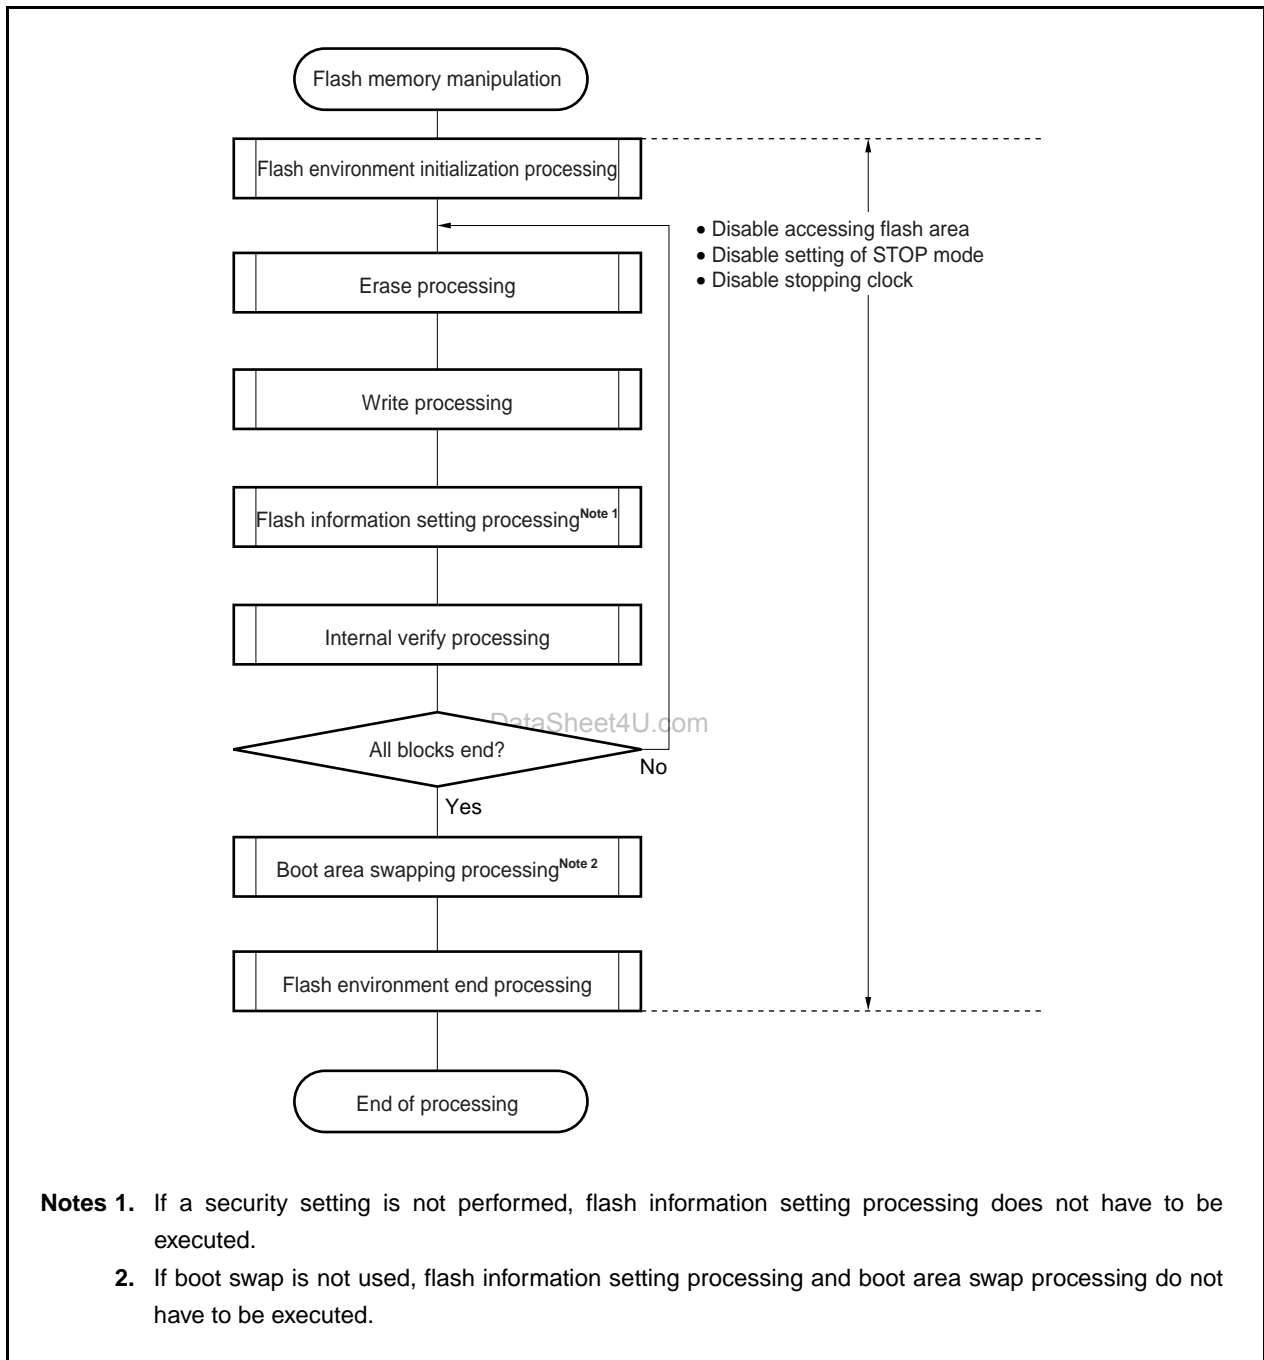 Flash memory manipulation
Flash environment initialization processing
• Disable accessing flash area
• Disable setting of STOP mode
• Disable stopping clock
Erase processing
Write processing
Flash information setting processingNote 1
Internal verify processing
DataSheet4U.com
All blocks end?
No
Yes
Boot area swapping processingNote 2
Flash environment end processing
End of processing
Notes 1. If a security setting is not performed, flash information setting processing does not have to be
executed.
2. If boot swap is not used, flash information setting processing and boot area swap processing do not
have to be executed.